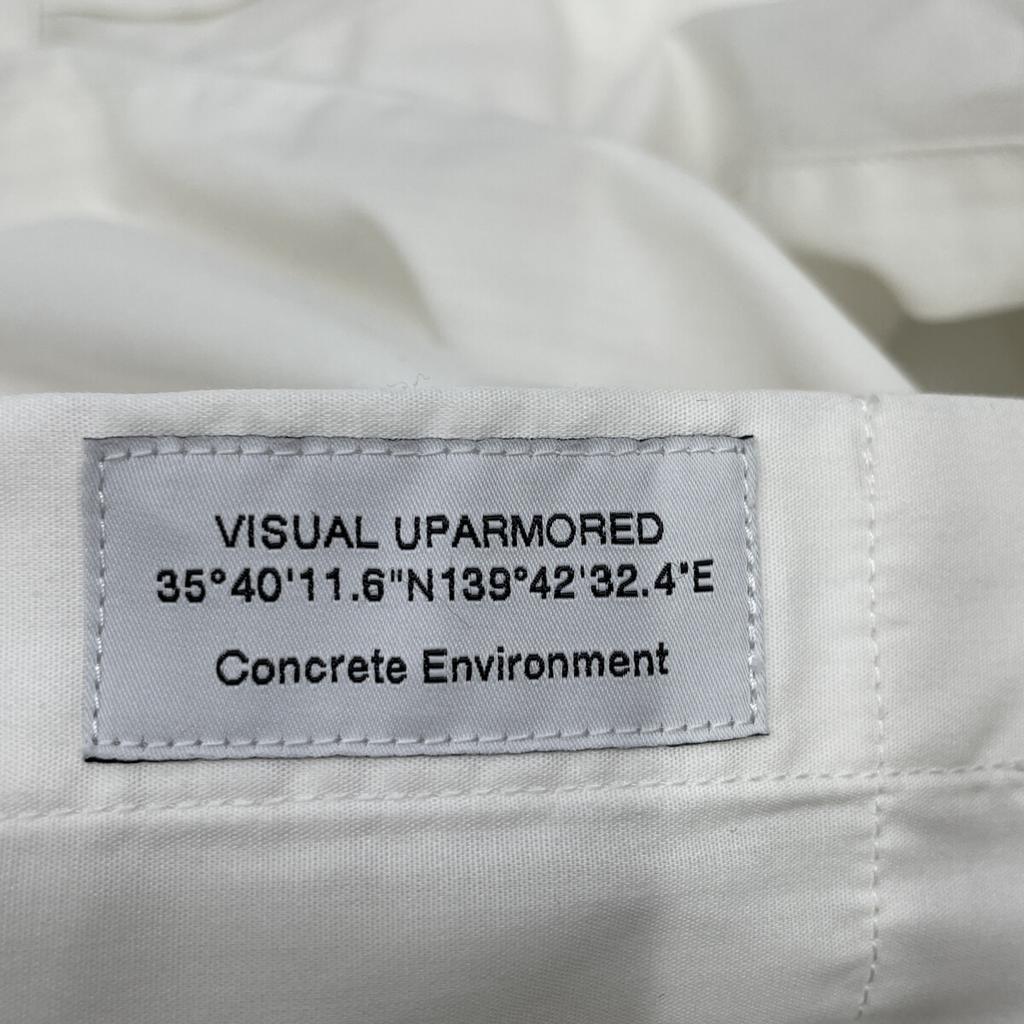 VISUAL UPARMORED
35°40'11.6"N139°42'32.4"E
Concrete Environment